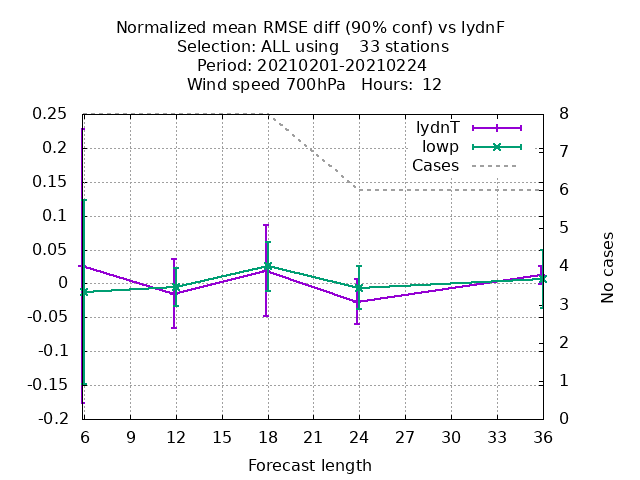 Normalized mean RMSE diff (90% conf) vs IydnF
Selection: ALL using 33 stations
Period: 20210201-20210224
Wind speed 700hPa Hours: 12
IydnT
Iowp
Cases
0.25
0.2
0.15
0.1
0.05
0
-0.05
-0.1
-0.15
-0.2
8
7
6
5
4
3
2
1
0
No cases
6 9 12 15 18 21 24 27 30 33 36
Forecast length